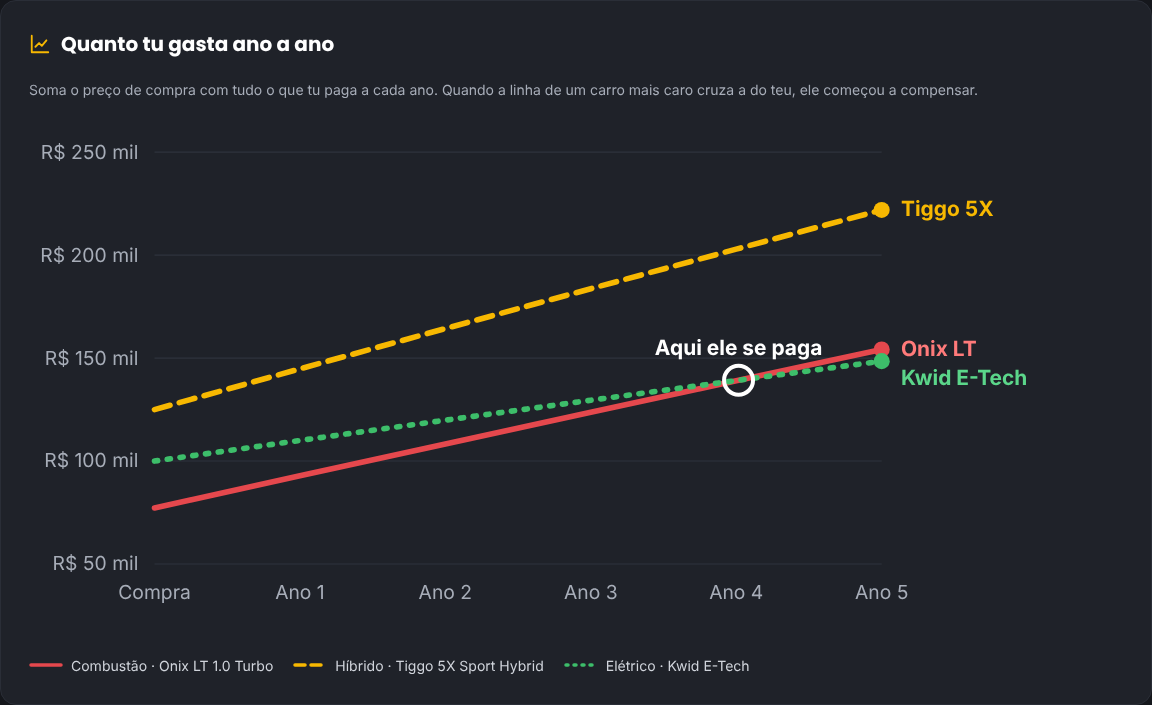 Quanto tu gasta ano a ano
Soma o preço de compra com tudo o que tu paga a cada ano. Quando a linha de um carro mais caro cruza a do teu, ele começou a compensar.
R$ 250 mil
Tiggo 5X
R$ 200 mil
Aqui ele se paga
Onix LT
R$ 150 mil
Kwid E-Tech
R$ 100 mil
R$ 50 mil
Compra Ano 1 Ano 2 Ano 3 Ano 4 Ano 5
Combustão · Onix LT 1.0 Turbo Híbrido · Tiggo 5X Sport Hybrid Elétrico · Kwid E-Tech